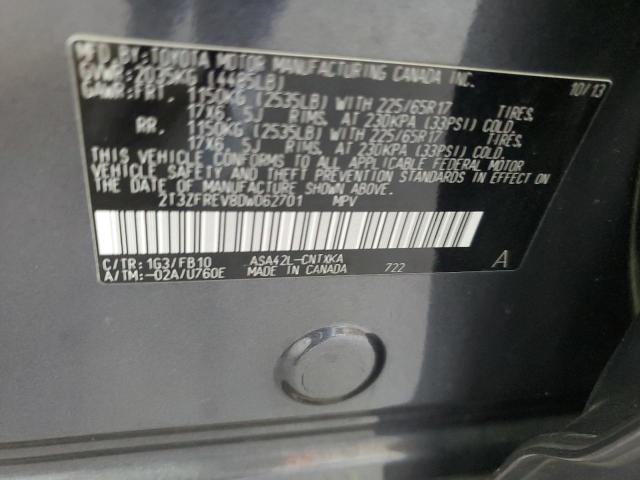 MFD. BY: TOYOTA MOTOR MANUFACTURING CANADA INC.
GVWR: 2035KG (4485LB) 10/13
GAWR: FRT. 1150KG (2535LB) WITH 225/65R17 TIRES.
17X6.5J RIMS. AT 230KPA (33PSI) COLD.
RR. 1150KG (2535LB) WITH 225/65R17 TIRES.
17X6.5J RIMS. AT 230 KPA (33PSI) COLD.
THIS VEHICLE CONFORMS TO ALL APPLICABLE FEDERAL MOTOR
VEHICLE SAFETY AND THEFT PREVENTION STANDARDS IN EFFECT ON
THE DATE OF MANUFACTURE SHOWN ABOVE.
2T3ZFREV8DW062701 MPV
C/TR: 1G3/FB10 ASA42L-CNTXKA A
A/TM:-02A/U760E MADE IN CANADA 722